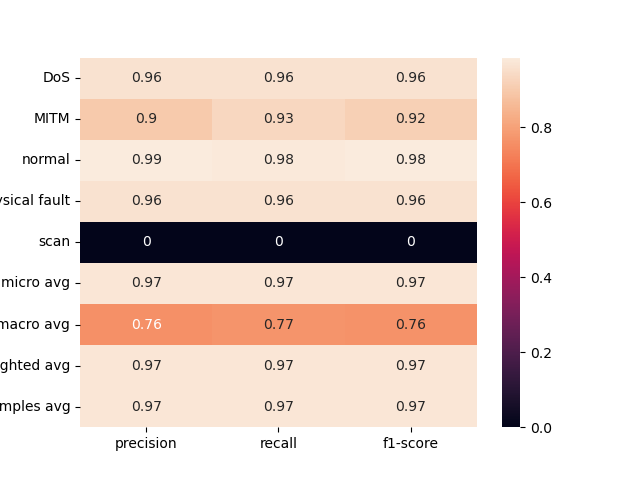 DoS 0.96 0.96 0.96
MITM 0.9 0.93 0.92
normal 0.99 0.98 0.98
ysical fault 0.96 0.96 0.96
scan 0 0 0
micro avg 0.97 0.97 0.97
macro avg 0.76 0.77 0.76
ghted avg 0.97 0.97 0.97
mples avg 0.97 0.97 0.97
precision recall f1-score
0.8
0.6
0.4
0.2
0.0